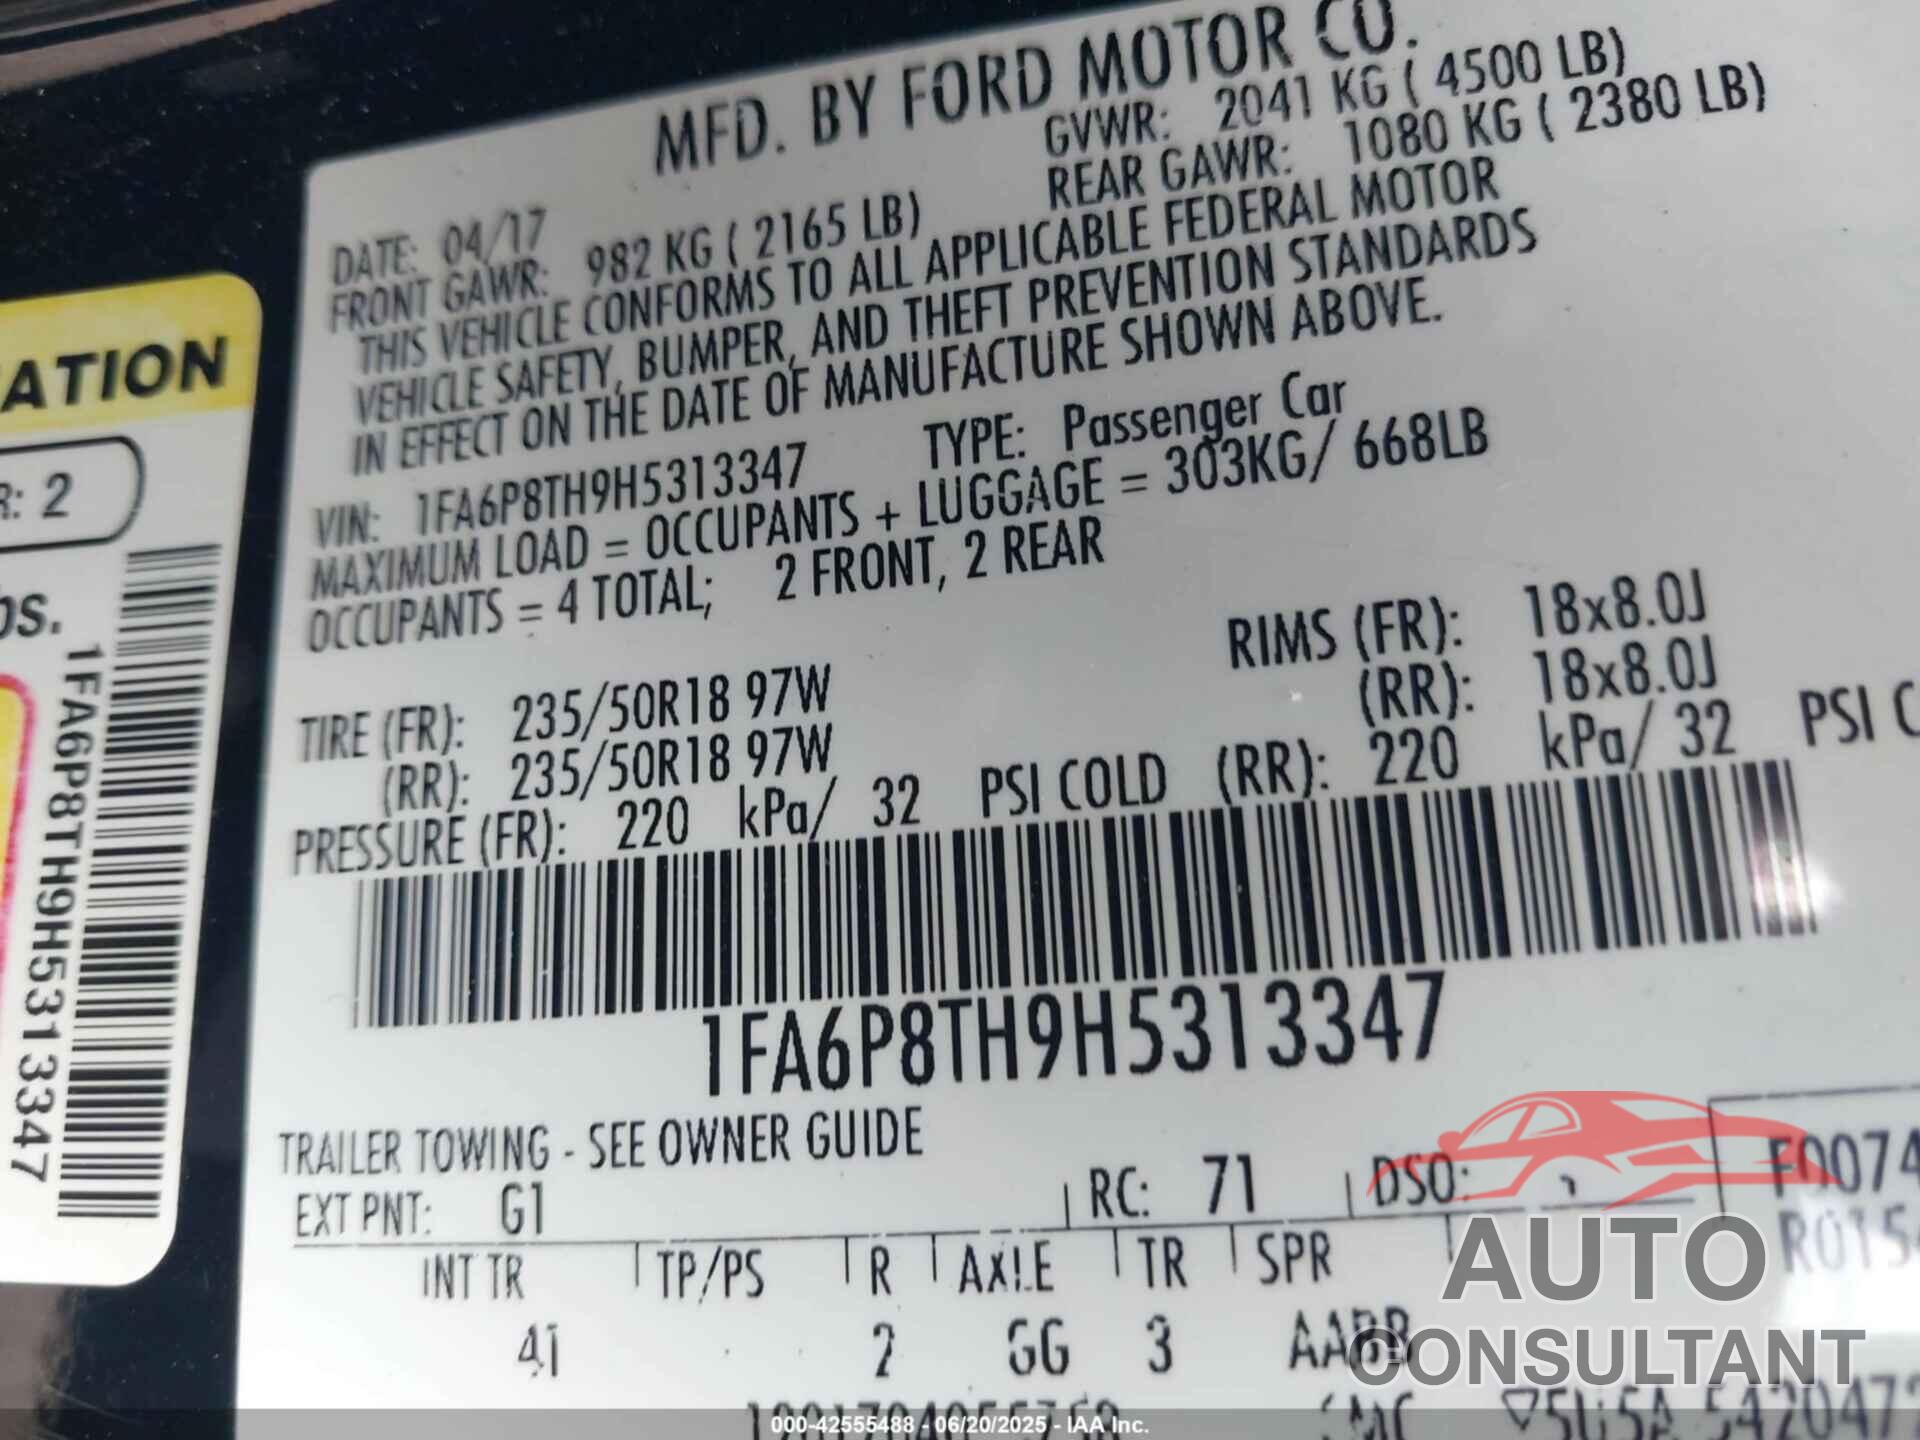 MFD. BY FORD MOTOR CO.
DATE: 04/17
GVWR: 2041 KG ( 4500 LB)
FRONT GAWR: 982 KG ( 2165 LB)
REAR GAWR: 1080 KG ( 2380 LB)
THIS VEHICLE CONFORMS TO ALL APPLICABLE FEDERAL MOTOR
VEHICLE SAFETY, BUMPER, AND THEFT PREVENTION STANDARDS
IN EFFECT ON THE DATE OF MANUFACTURE SHOWN ABOVE.
VIN: 1FA6P8TH9H5313347 TYPE: Passenger Car
MAXIMUM LOAD = OCCUPANTS + LUGGAGE = 303KG/ 668LB
OCCUPANTS = 4 TOTAL; 2 FRONT, 2 REAR
TIRE (FR): 235/50R18 97W RIMS (FR): 18x8.0J
(RR): 235/50R18 97W (RR): 18x8.0J
PRESSURE (FR): 220 kPa/ 32 PSI COLD (RR): 220 kPa/ 32 PSI C
1FA6P8TH9H5313347
TRAILER TOWING - SEE OWNER GUIDE
EXT PNT: G1 RC: 71 DSO: F0074
INT TR TP/PS R AXLE TR SPR
41 2 GG 3 AABB
ATION
R: 2
bs.
1FA6P8TH9H5313347
AUTO
CONSULTANT
000-42555488 - 06/20/2025 - IAA Inc.